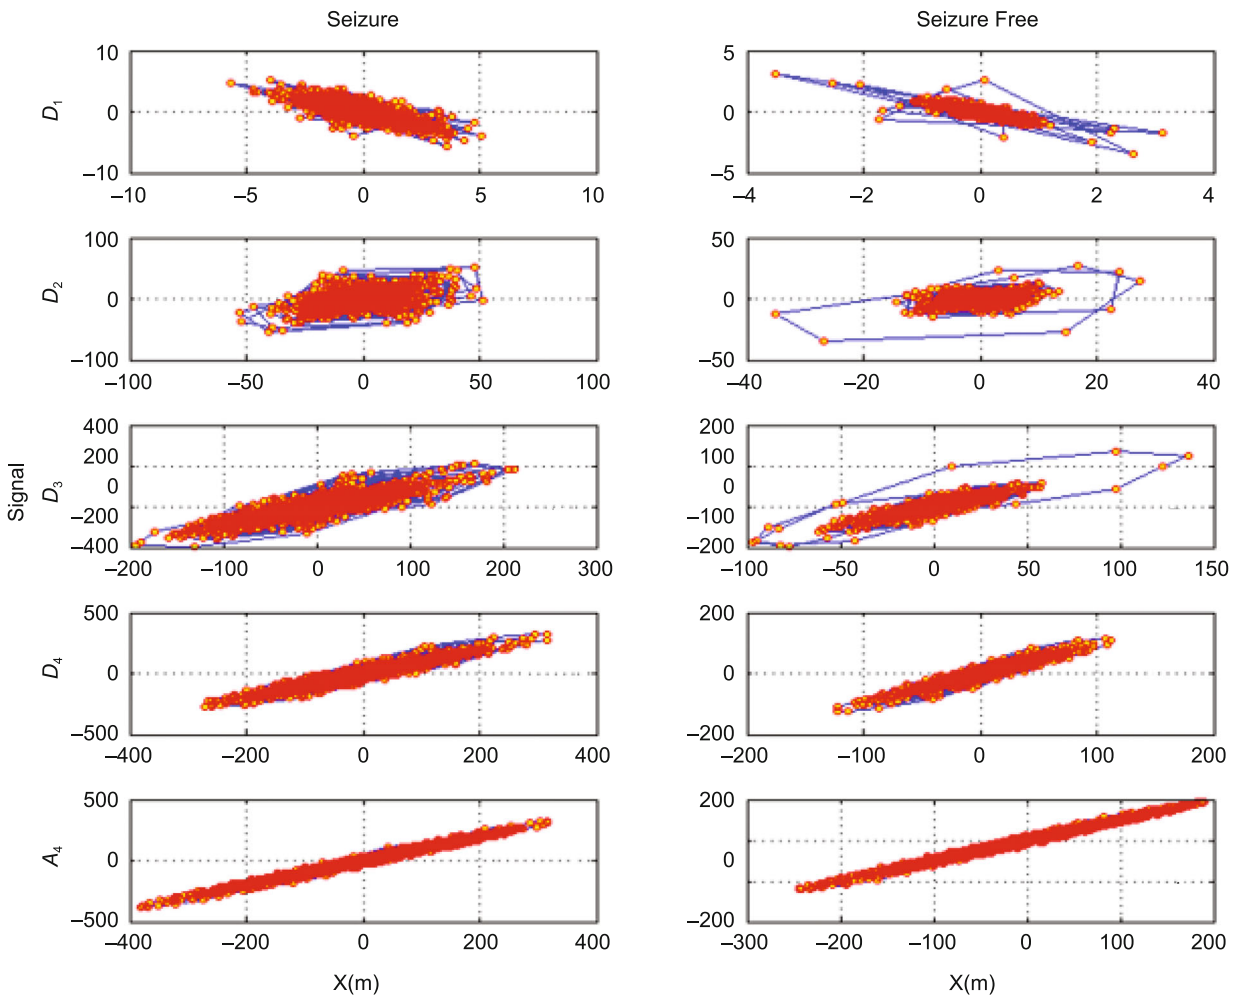 Seizure Seizure Free
10 5
D1 0 0
–10 –5
–10 –5 0 5 10 –4 –2 0 2 4
100 50
D2 0 0
–100 –50
–100 –50 0 50 100 –40 –20 0 20 40
400 200
200 100
Signal D3 0 0
–200 –100
–400 –200
–200 –100 0 100 200 300 –100 –50 0 50 100 150
500 200
D4 0 0
–500 –200
–400 –200 0 200 400 –200 –100 0 100 200
500 200
A4 0 0
–500 –200
–400 –200 0 200 400 –300 –200 –100 0 100 200
X(m) X(m)